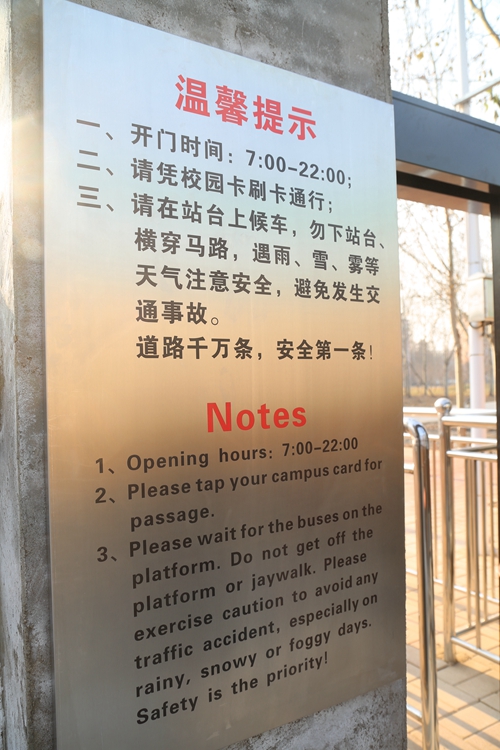 温馨提示
一、开门时间：7:00-22:00；
二、请凭校园卡刷卡通行；
三、请在站台上候车，勿下站台、
横穿马路，遇雨、雪、雾等
天气注意安全，避免发生交
通事故。
道路千万条，安全第一条！
Notes
1、Opening hours: 7:00-22:00
2、Please tap your campus card for
passage.
3、Please wait for the buses on the
platform. Do not get off the
platform or jaywalk. Please
exercise caution to avoid any
traffic accident, especially on
rainy, snowy or foggy days.
Safety is the priority!